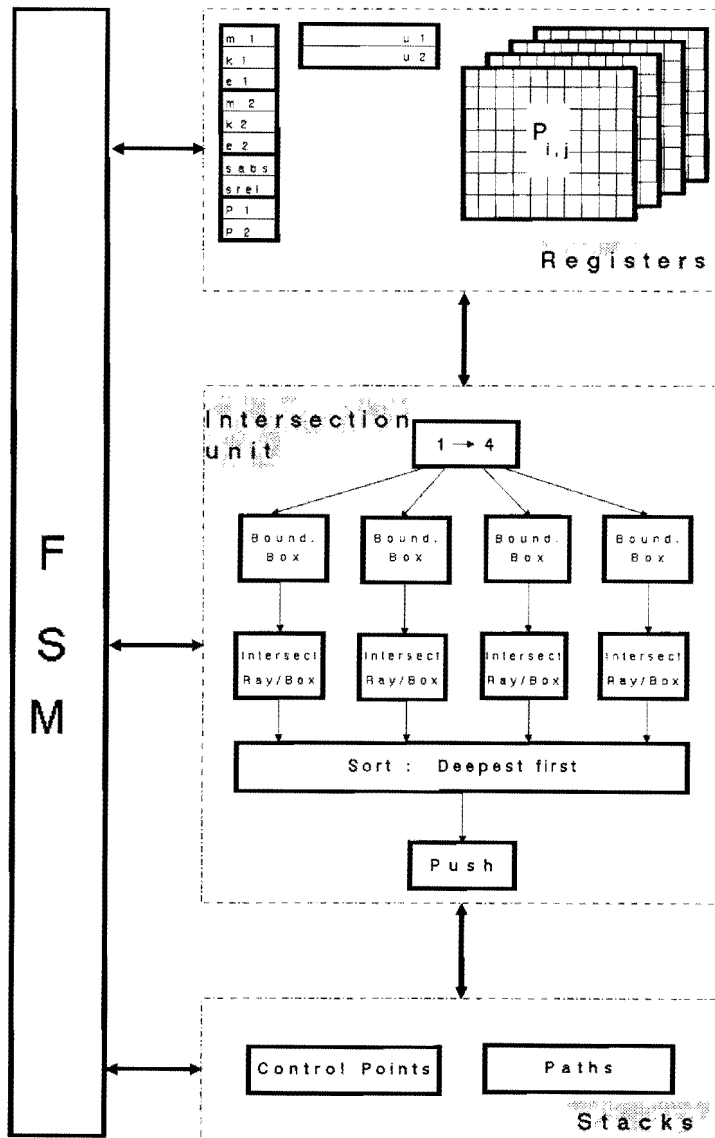 m 1
k 1
e 1
m 2
k 2
e 2
sabs
srel
P 1
P 2
u 1
u 2
P i,j
Registers
Intersection
unit
1 → 4
Bound.
Box
Bound.
Box
Bound.
Box
Bound.
Box
Intersect
Ray/Box
Intersect
Ray/Box
Intersect
Ray/Box
Intersect
Ray/Box
Sort : Deepest first
Push
F
S
M
Control Points
Paths
Stacks